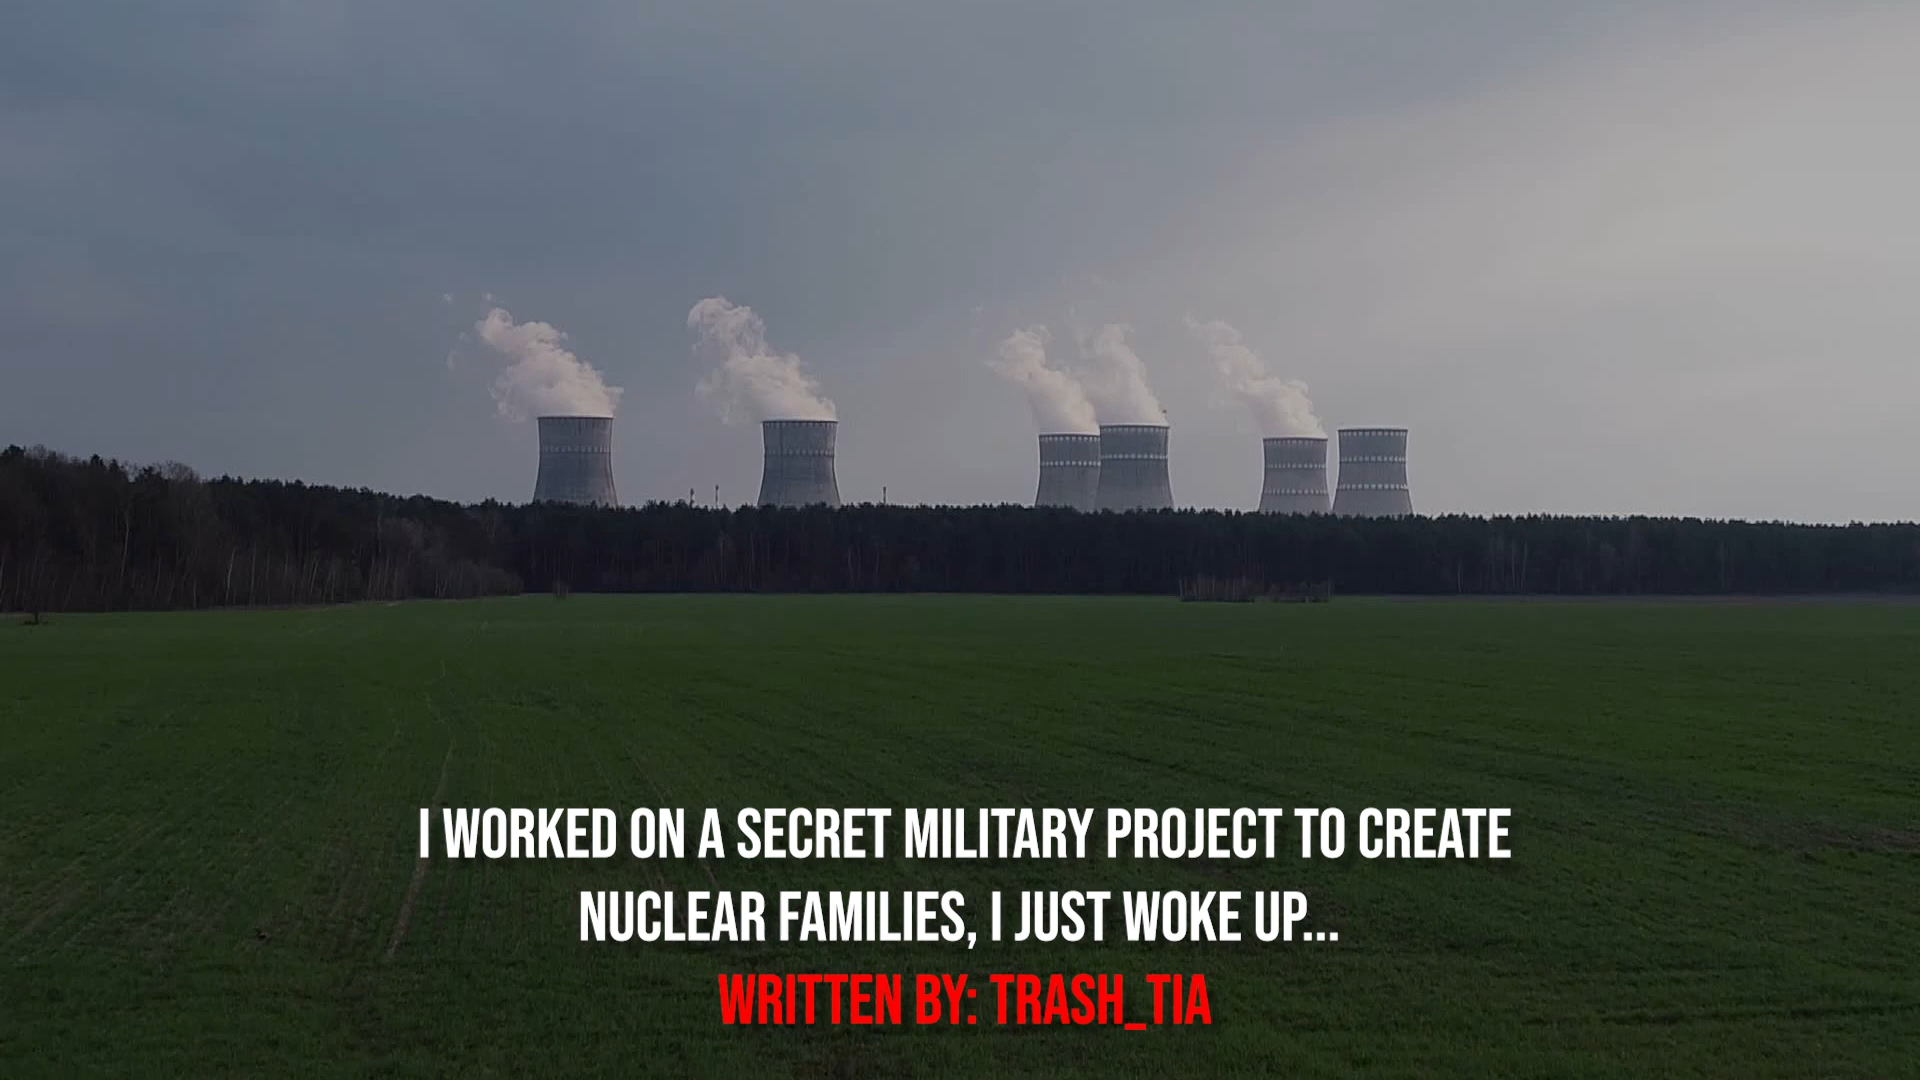 I WORKED ON A SECRET MILITARY PROJECT TO CREATE
NUCLEAR FAMILIES, I JUST WOKE UP...
WRITTEN BY: TRASH_TIA